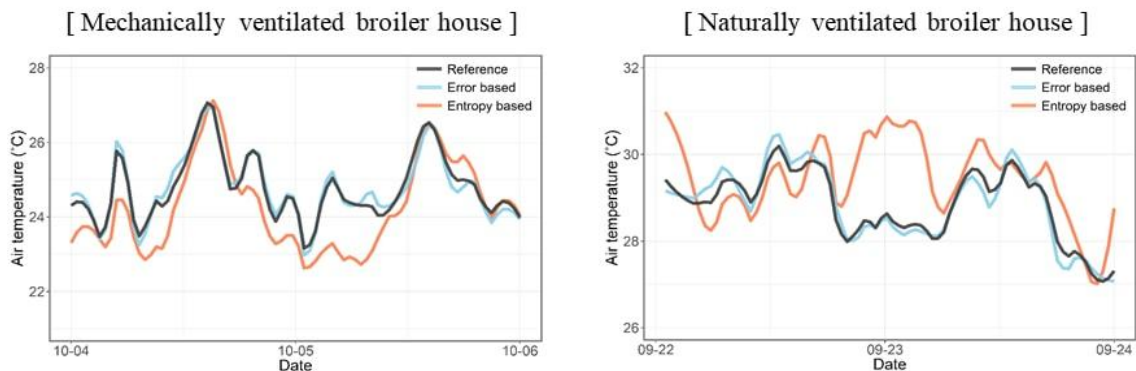 [ Mechanically ventilated broiler house ]
28
26
24
22
Air temperature (°C)
10-04
10-05
10-06
Date
Reference
Error based
Entropy based
[ Naturally ventilated broiler house ]
32
30
28
26
Air temperature (°C)
09-22
09-23
09-24
Date
Reference
Error based
Entropy based